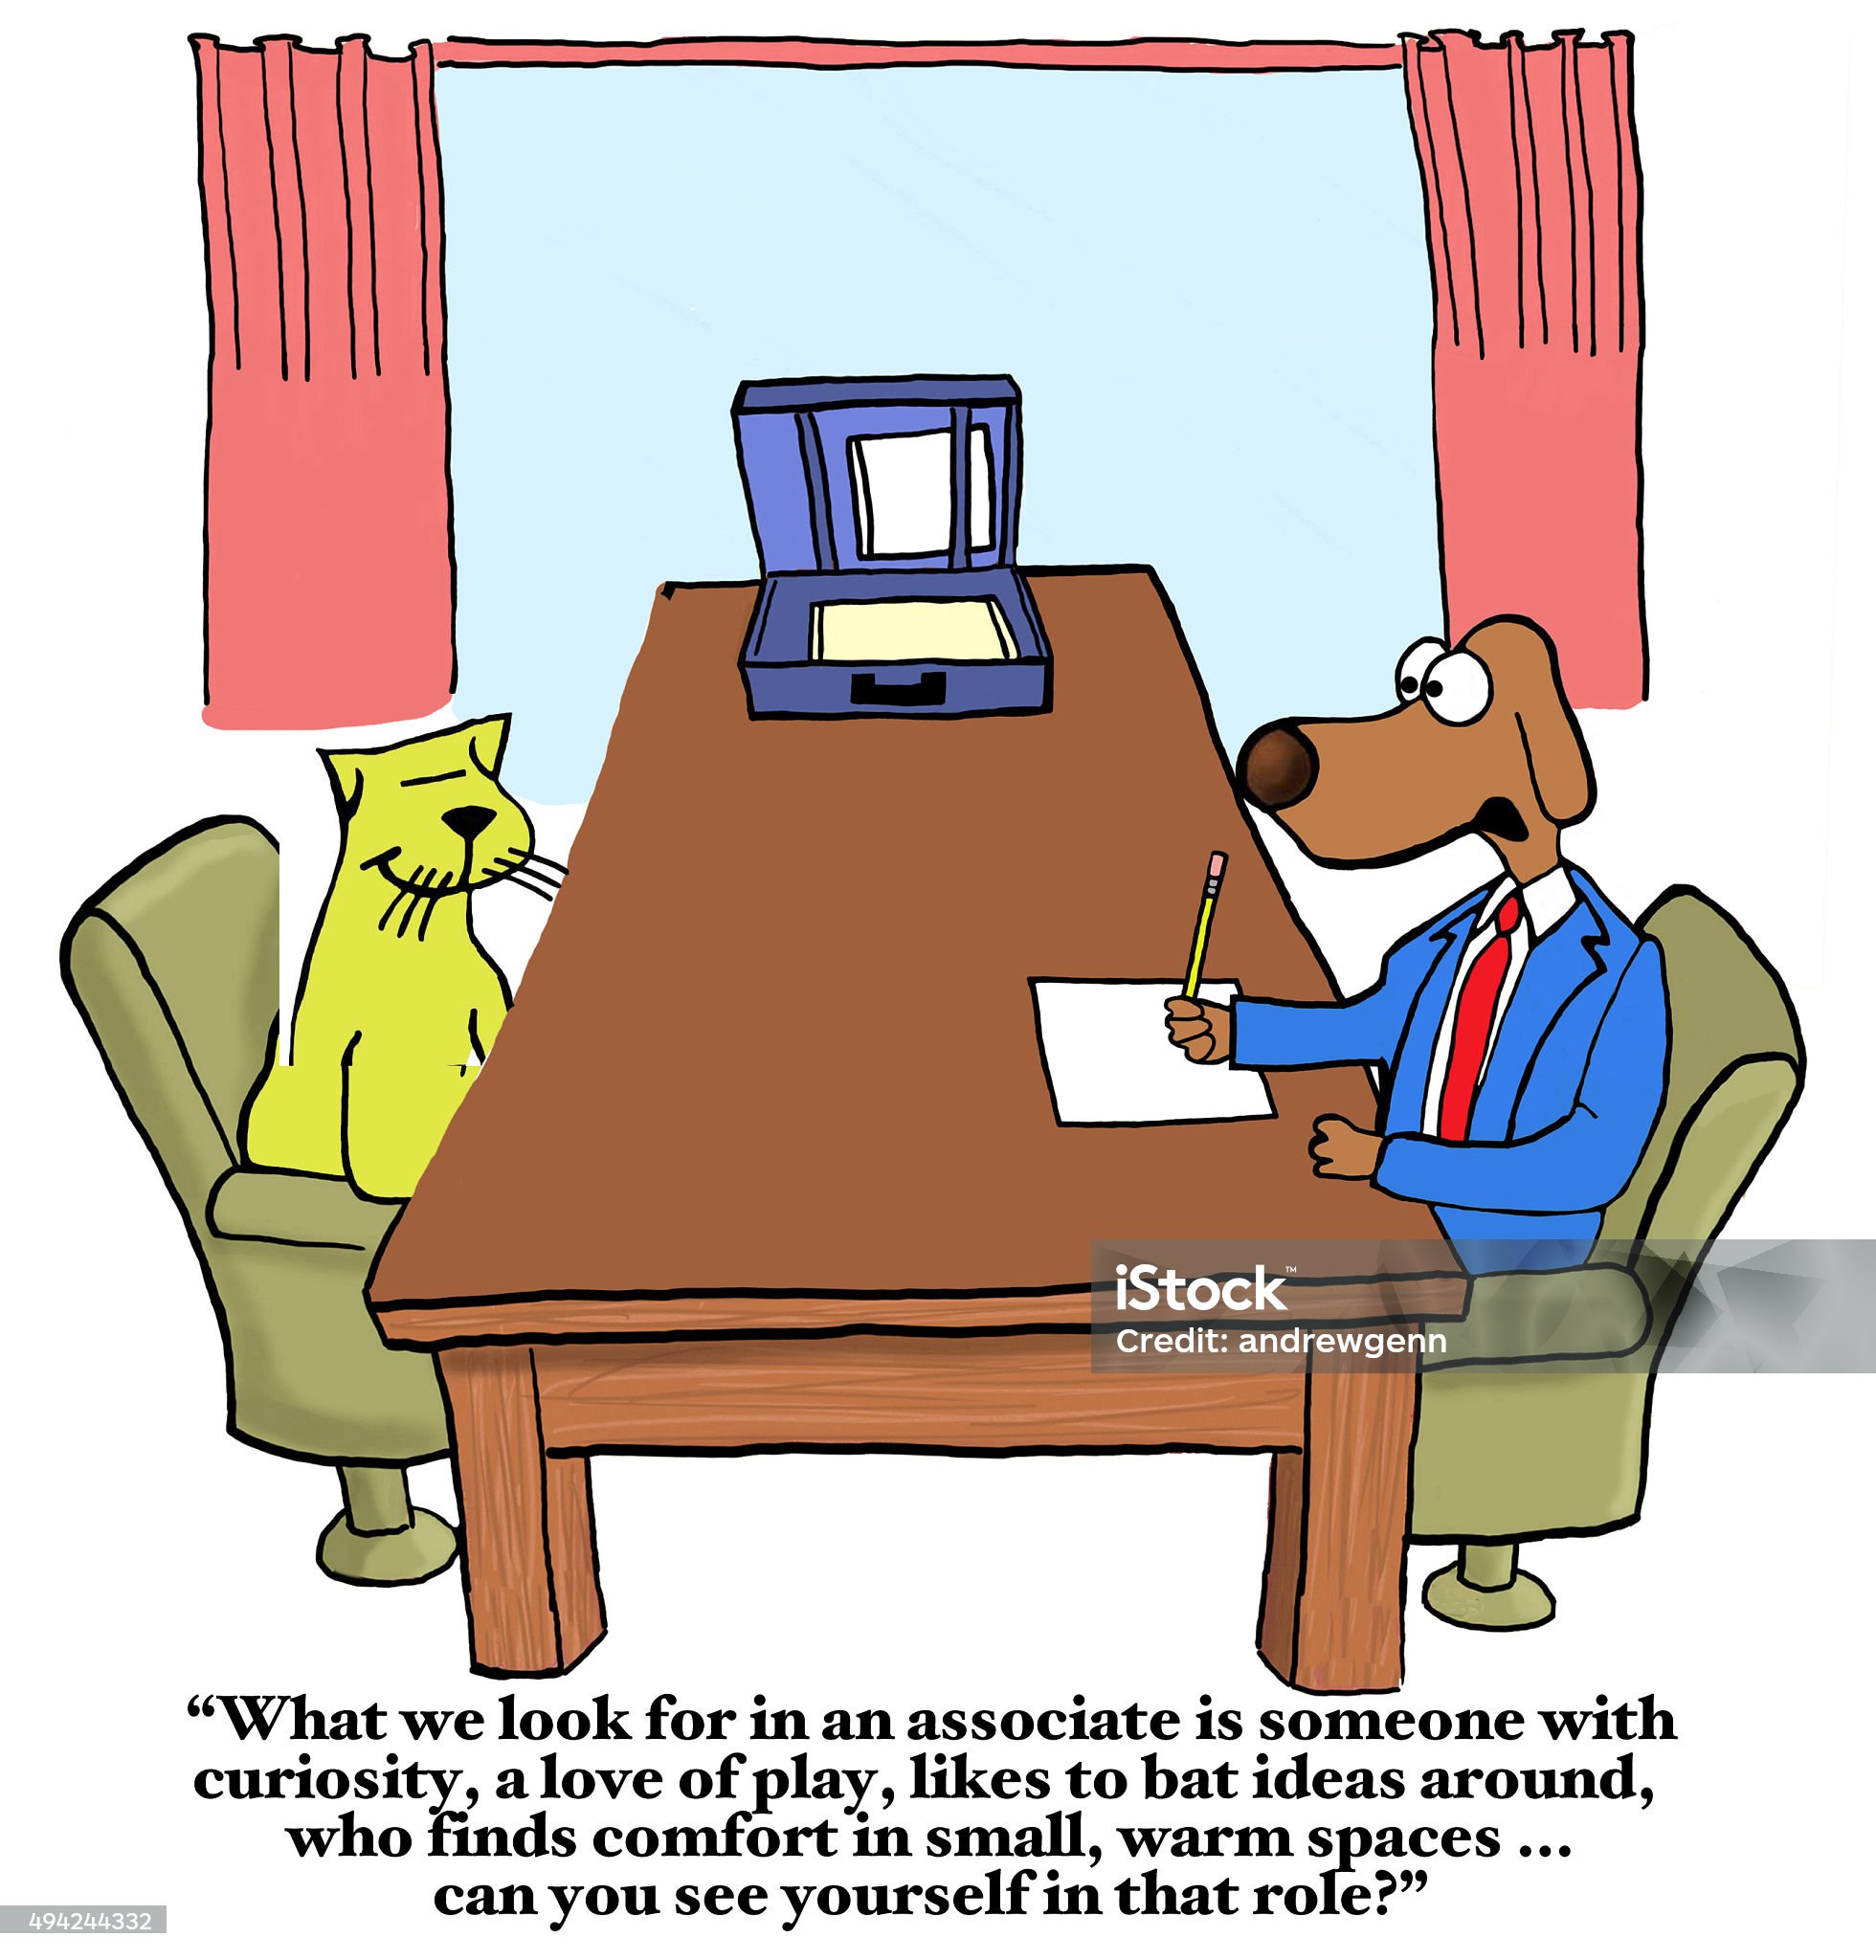 iStock™
Credit: andrewgenn
“What we look for in an associate is someone with
curiosity, a love of play, likes to bat ideas around,
who finds comfort in small, warm spaces ...
can you see yourself in that role?”
494244332